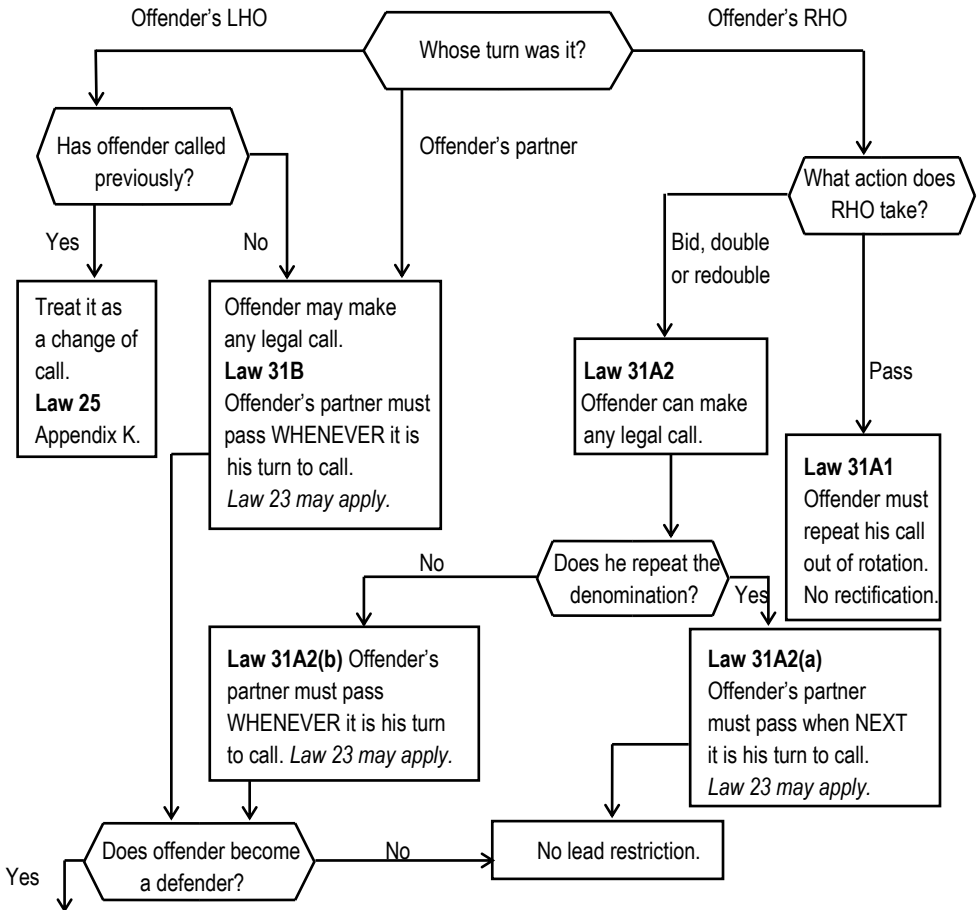 Offender's LHO
Whose turn was it?
Offender's RHO
Has offender called
previously?
Offender's partner
What action does
RHO take?
Yes
No
Bid, double
or redouble
Pass
Treat it as
a change of
call.
Law 25
Appendix K.
Offender may make
any legal call.
Law 31B
Offender's partner must
pass WHENEVER it is
his turn to call.
Law 23 may apply.
Law 31A2
Offender can make
any legal call.
Law 31A1
Offender must
repeat his call
out of rotation.
No rectification.
No
Does he repeat the
denomination?
Yes
Law 31A2(b) Offender's
partner must pass
WHENEVER it is his turn
to call. Law 23 may apply.
Law 31A2(a)
Offender's partner
must pass when NEXT
it is his turn to call.
Law 23 may apply.
Yes
Does offender become
a defender?
No
No lead restriction.